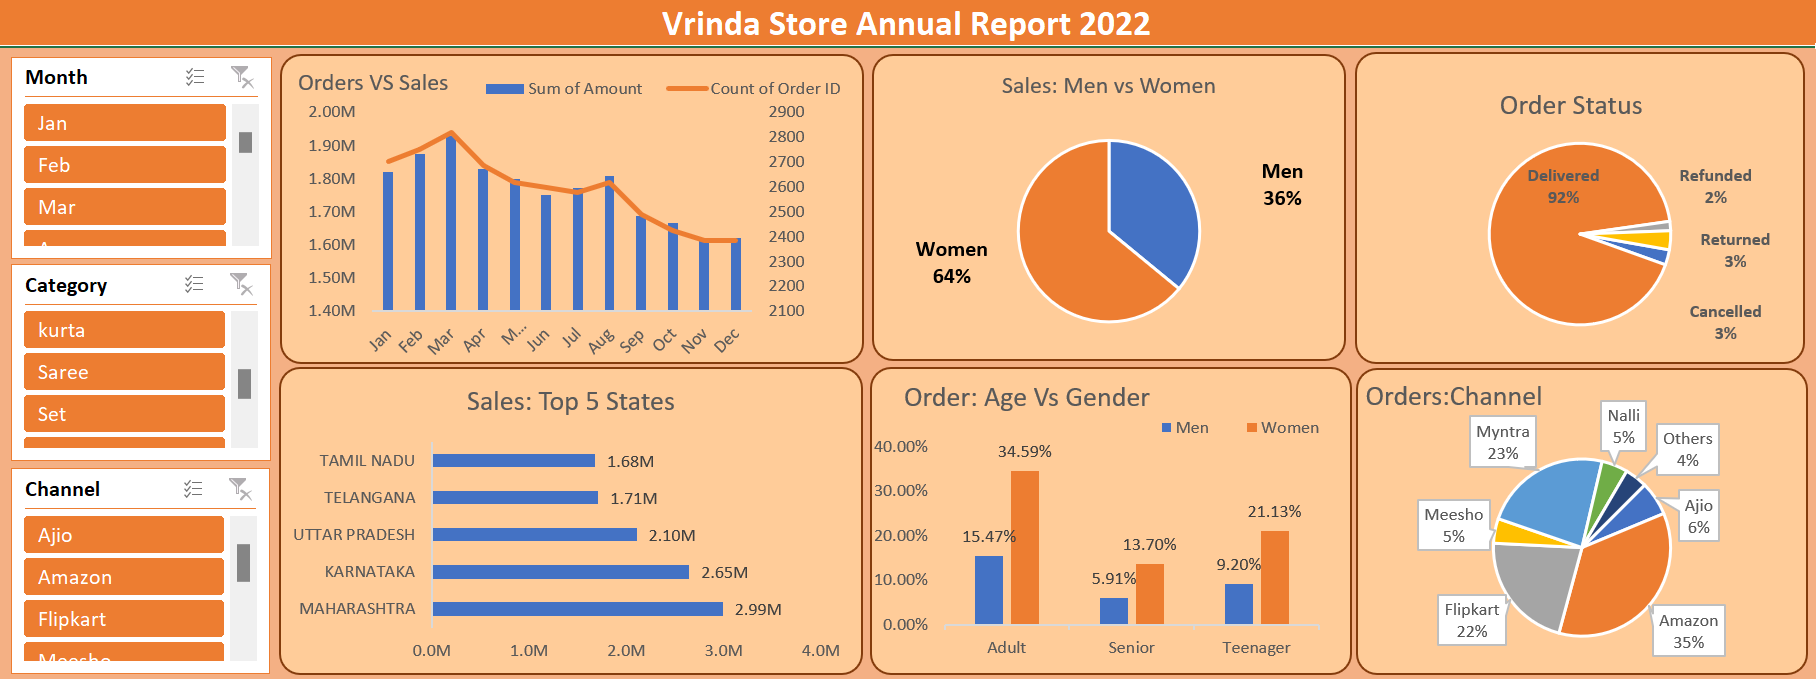 Vrinda Store Annual Report 2022
Month
Jan
Feb
Mar
Category
kurta
Saree
Set
Channel
Ajio
Amazon
Flipkart
Meesho
Orders VS Sales
Sum of Amount
Count of Order ID
2.00M
1.90M
1.80M
1.70M
1.60M
1.50M
1.40M
2900
2800
2700
2600
2500
2400
2300
2200
2100
Jan
Feb
Mar
Apr
M...
Jun
Jul
Aug
Sep
Oct
Nov
Dec
Sales: Men vs Women
Men
36%
Women
64%
Order Status
Delivered
92%
Refunded
2%
Returned
3%
Cancelled
3%
Sales: Top 5 States
TAMIL NADU
1.68M
TELANGANA
1.71M
UTTAR PRADESH
2.10M
KARNATAKA
2.65M
MAHARASHTRA
2.99M
0.0M
1.0M
2.0M
3.0M
4.0M
Order: Age Vs Gender
Men
Women
40.00%
30.00%
20.00%
10.00%
0.00%
15.47%
34.59%
5.91%
13.70%
9.20%
21.13%
Adult
Senior
Teenager
Orders:Channel
Nalli
5%
Others
4%
Myntra
23%
Ajio
6%
Meesho
5%
Flipkart
22%
Amazon
35%